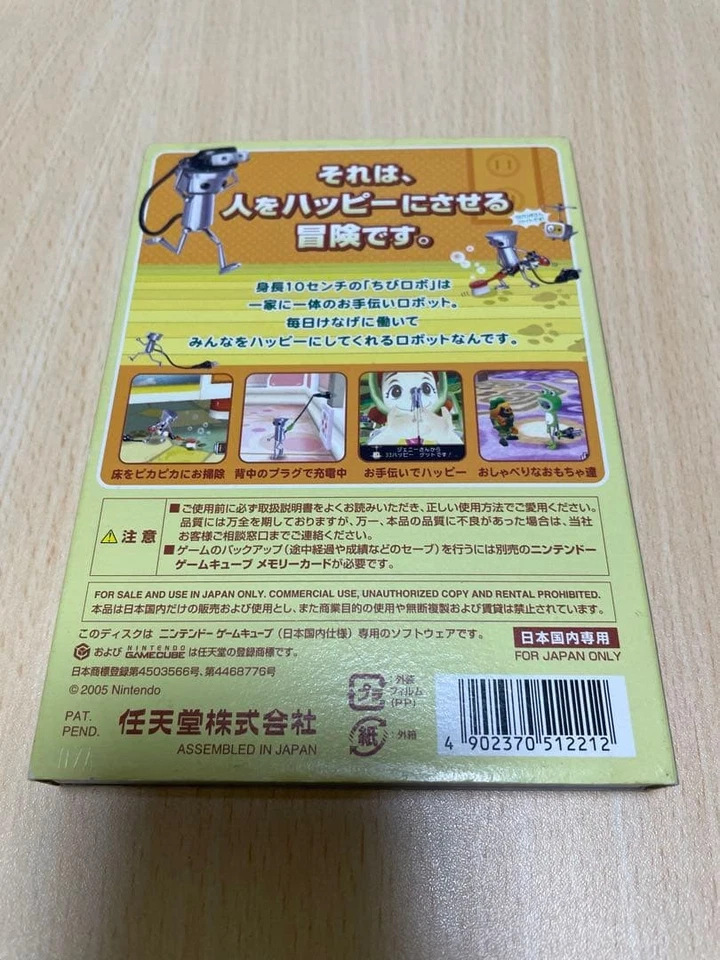 それは、
人をハッピーにさせる
冒険です。
身長10センチの「ちびロボ」は
一家に一体のお手伝いロボット。
毎日けなげに働いて
みんなをハッピーにしてくれるロボットなんです。
ジェニーさんから
ハッピー ゲットです!
床をピカピカにお掃除
背中のプラグで充電中
お手伝いでハッピー
おしゃべりなおもちゃ達
注意
■ご使用前に必ず取扱説明書をよくお読みいただき、正しい使用方法でご愛用ください。
品質には万全を期しておりますが、万一、本品の品質に不良があった場合は、当社
お客様ご相談窓口までご連絡ください。
■ゲームのバックアップ(途中経過や成績などのセーブ)を行うには別売のニンテンドー
ゲームキューブ メモリーカードが必要です。
FOR SALE AND USE IN JAPAN ONLY. COMMERCIAL USE, UNAUTHORIZED COPY AND RENTAL PROHIBITED.
本品は日本国内だけの販売および使用とし、また商業目的の使用や無断複製および賃貸は禁止されています。
このディスクは ニンテンドー ゲームキューブ(日本国内仕様)専用のソフトウェアです。
および NINTENDO GAMECUBE は任天堂の登録商標です。
日本商標登録第4503566号、第4468776号
© 2005 Nintendo
日本国内専用
FOR JAPAN ONLY
PAT.
PEND.
任天堂株式会社
ASSEMBLED IN JAPAN
プラ
外装
フィルム
(PP)
紙
:外箱
4 902370 512212